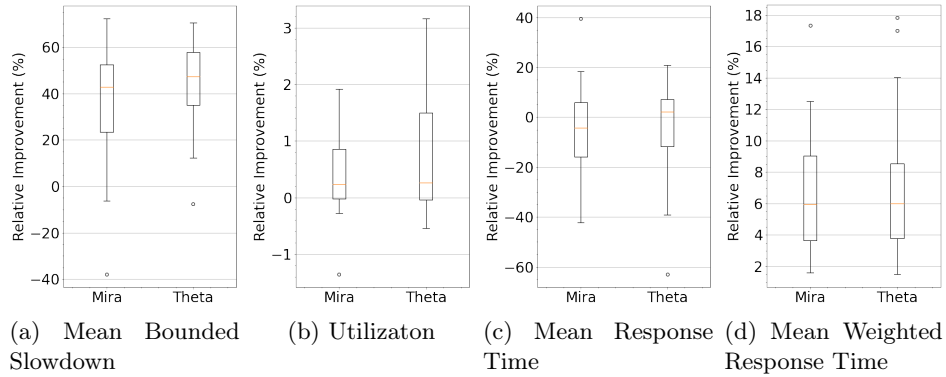 Relative Improvement (%)
60
40
20
0
−20
−40
Mira Theta
(a) Mean Bounded
Slowdown
Relative Improvement (%)
3
2
1
0
−1
Mira Theta
(b) Utilizaton
Relative Improvement (%)
40
20
0
−20
−40
−60
Mira Theta
(c) Mean Response
Time
Relative Improvement (%)
18
16
14
12
10
8
6
4
2
Mira Theta
(d) Mean Weighted
Response Time